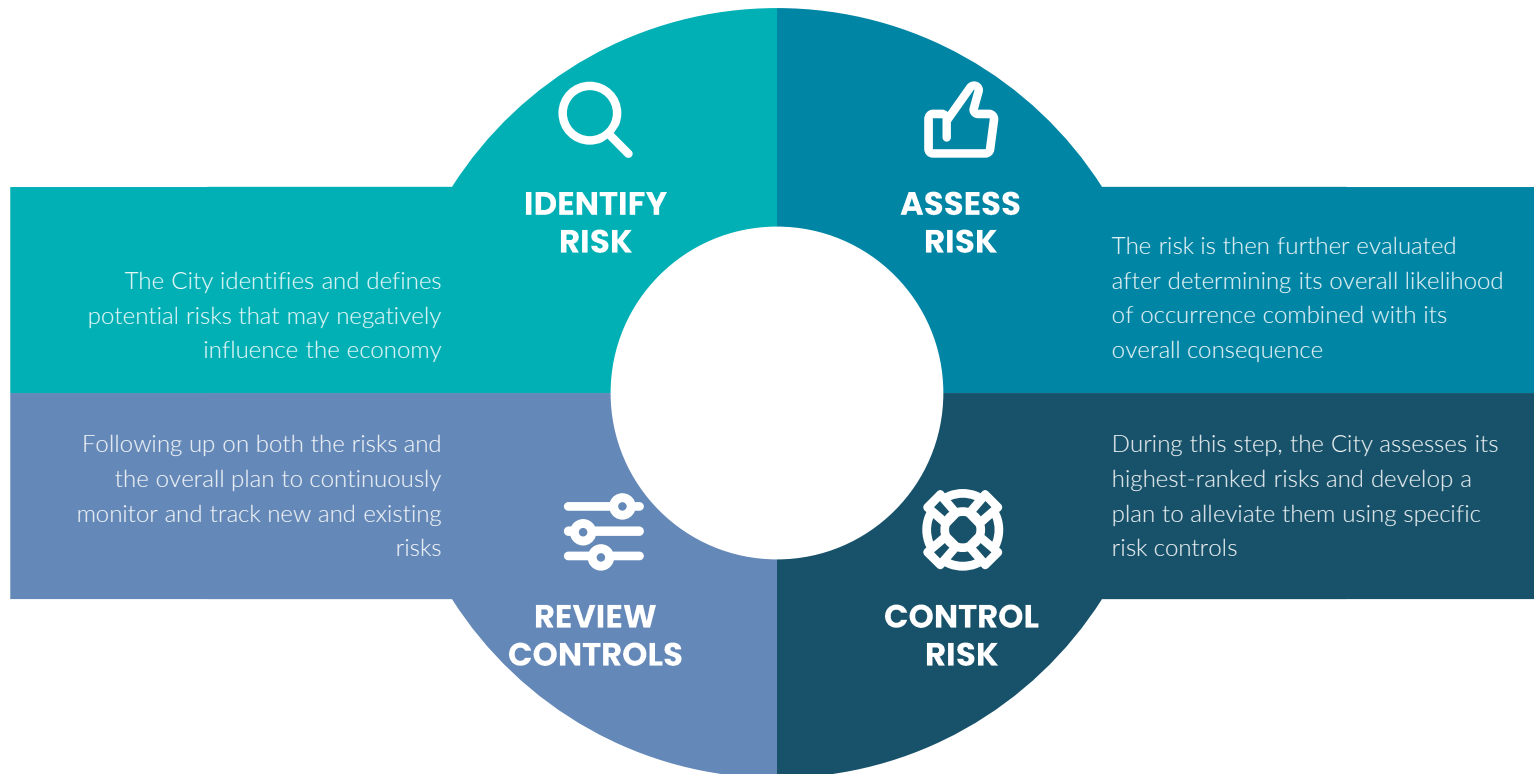 IDENTIFY
RISK
The City identifies and defines
potential risks that may negatively
influence the economy
ASSESS
RISK
The risk is then further evaluated
after determining its overall likelihood
of occurrence combined with its
overall consequence
Following up on both the risks and
the overall plan to continuously
monitor and track new and existing
risks
REVIEW
CONTROLS
During this step, the City assesses its
highest-ranked risks and develop a
plan to alleviate them using specific
risk controls
CONTROL
RISK